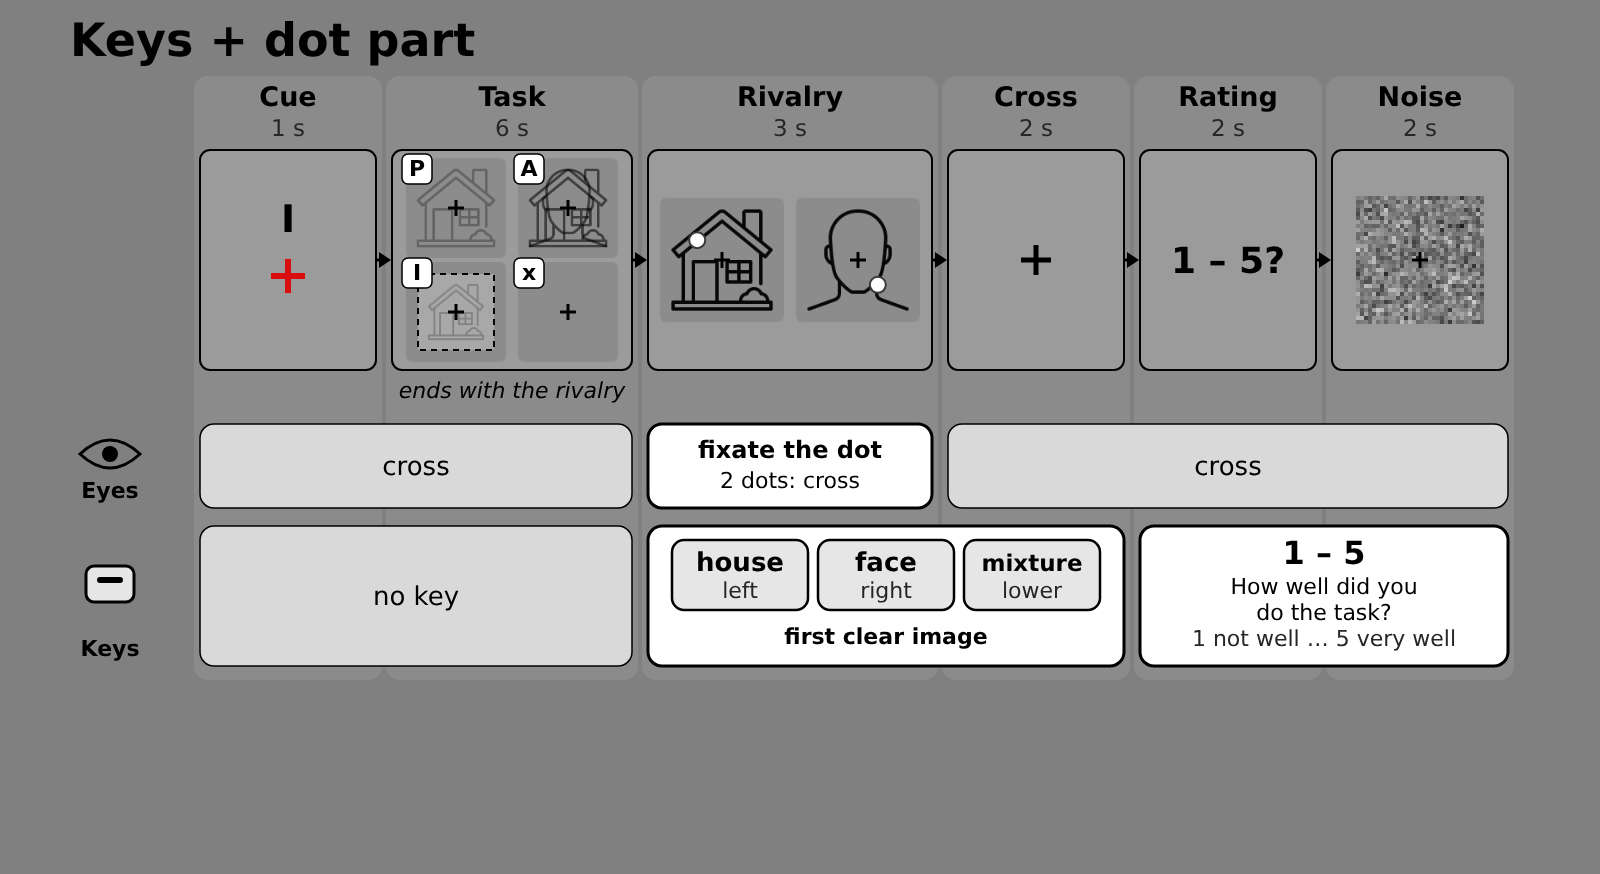 Keys + dot part
Cue
1 s
Task
6 s
Rivalry
3 s
Cross
2 s
Rating
2 s
Noise
2 s
I
+
P
A
I
x
+
1 – 5?
ends with the rivalry
Eyes
cross
fixate the dot
2 dots: cross
cross
Keys
no key
house
left
face
right
mixture
lower
first clear image
1 – 5
How well did you
do the task?
1 not well ... 5 very well